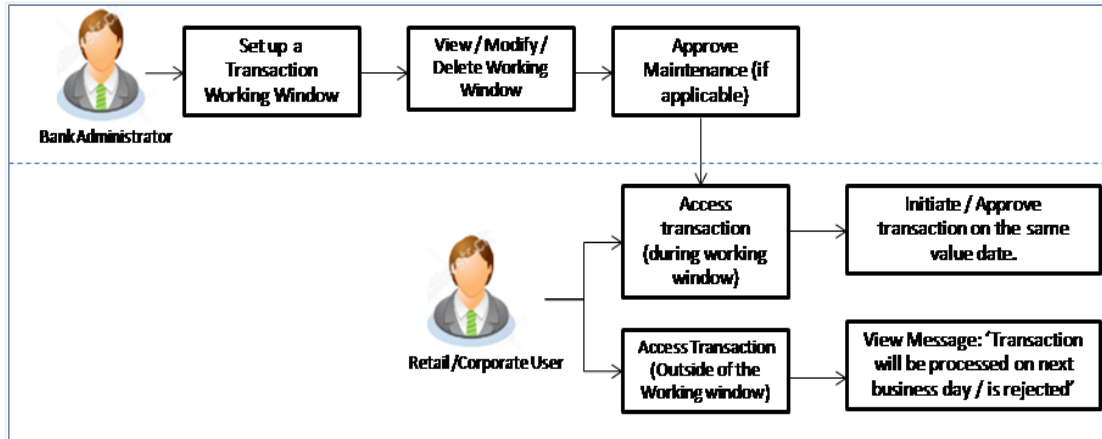 Set up a
Transaction
Working Window
View / Modify /
Delete Working
Window
Approve
Maintenance (if
applicable)
Bank Administrator
Access
transaction
(during working
window)
Initiate / Approve
transaction on the same
value date.
Retail /Corporate User
Access Transaction
(Outside of the
Working window)
View Message: ‘Transaction
will be processed on next
business day / is rejected’